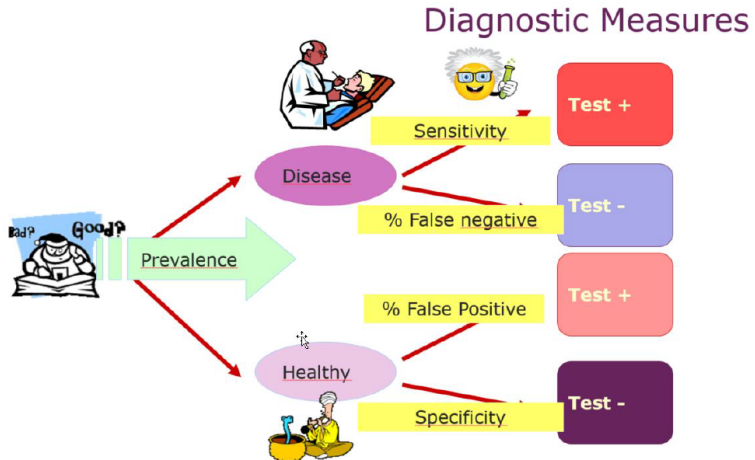 Diagnostic Measures
Test +
Sensitivity
Disease
Test -
% False negative
Bad?
Good?
Prevalence
Test +
% False Positive
Healthy
Test -
Specificity